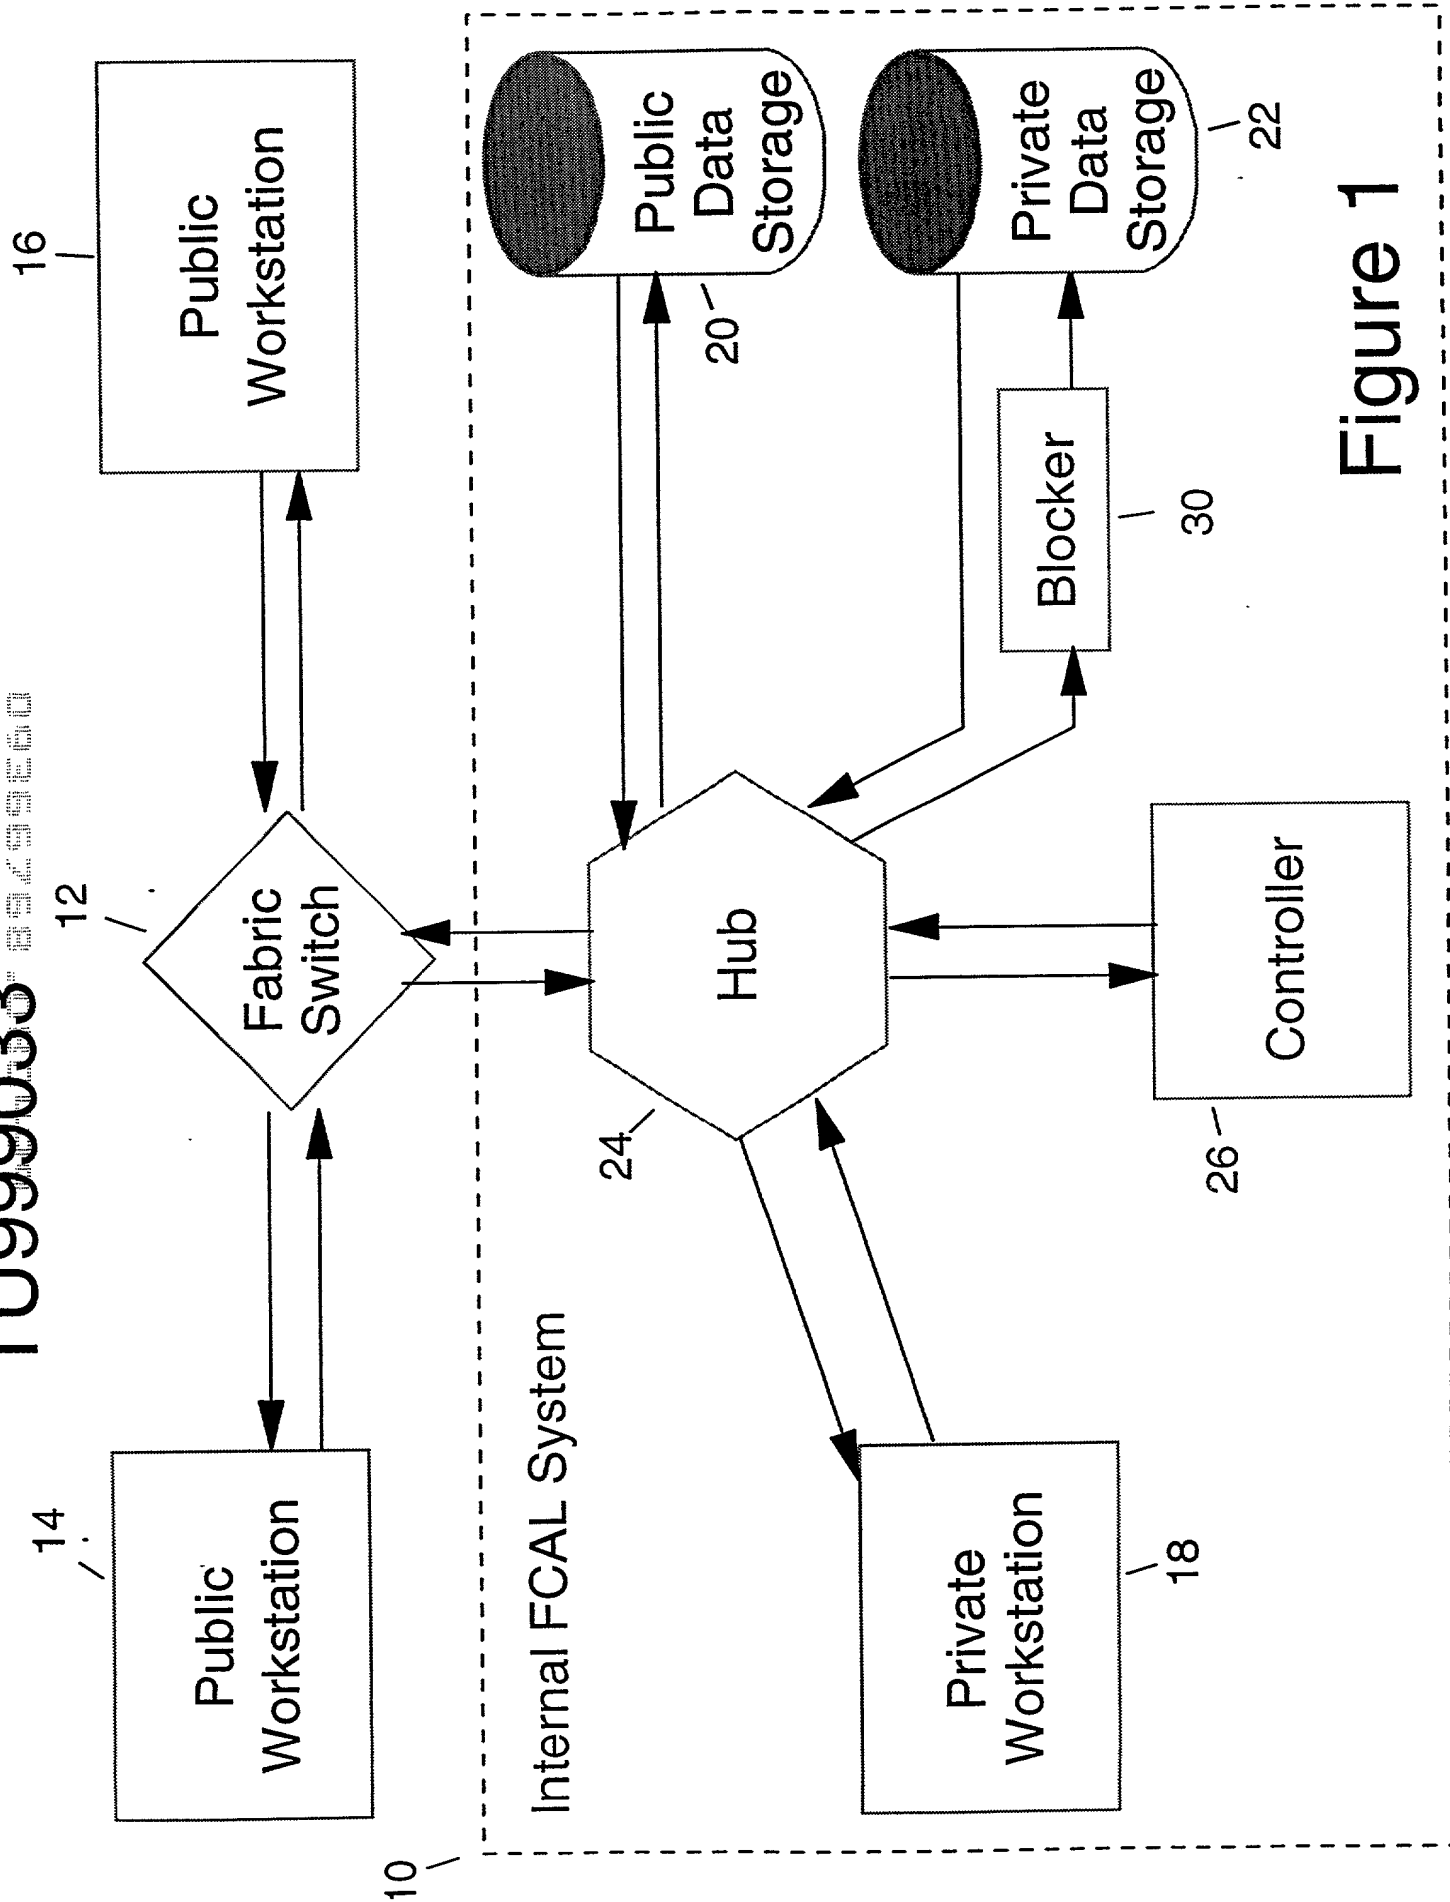 TU999033
14
12
16
Public
Workstation
Fabric
Switch
Public
Workstation
10
Internal FCAL System
24
Hub
Public
Data
Storage
20
Private
Workstation
18
Controller
26
Blocker
30
Private
Data
Storage
22
Figure 1